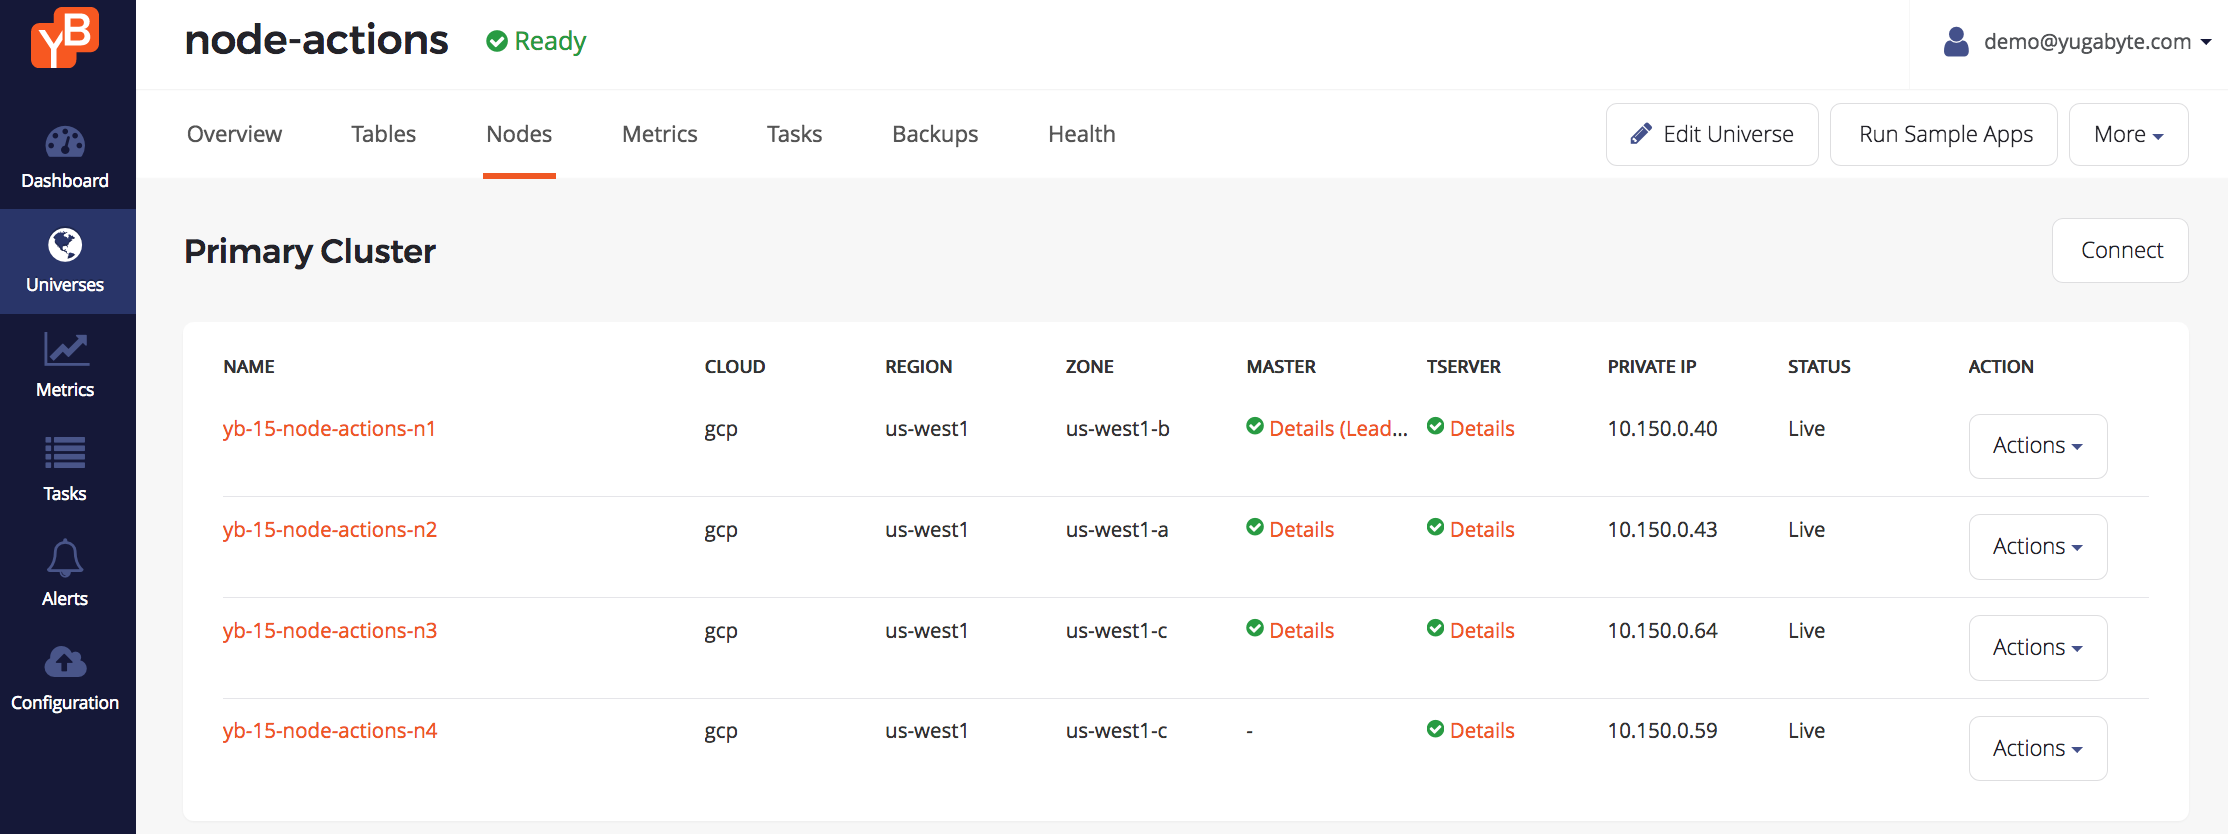 YB
node-actions Ready
demo@yugabyte.com
Dashboard
Universes
Metrics
Tasks
Alerts
Configuration
Overview Tables Nodes Metrics Tasks Backups Health
Edit Universe Run Sample Apps More
Primary Cluster
Connect
NAME CLOUD REGION ZONE MASTER TSERVER PRIVATE IP STATUS ACTION
yb-15-node-actions-n1 gcp us-west1 us-west1-b Details (Lead... Details 10.150.0.40 Live Actions
yb-15-node-actions-n2 gcp us-west1 us-west1-a Details Details 10.150.0.43 Live Actions
yb-15-node-actions-n3 gcp us-west1 us-west1-c Details Details 10.150.0.64 Live Actions
yb-15-node-actions-n4 gcp us-west1 us-west1-c - Details 10.150.0.59 Live Actions